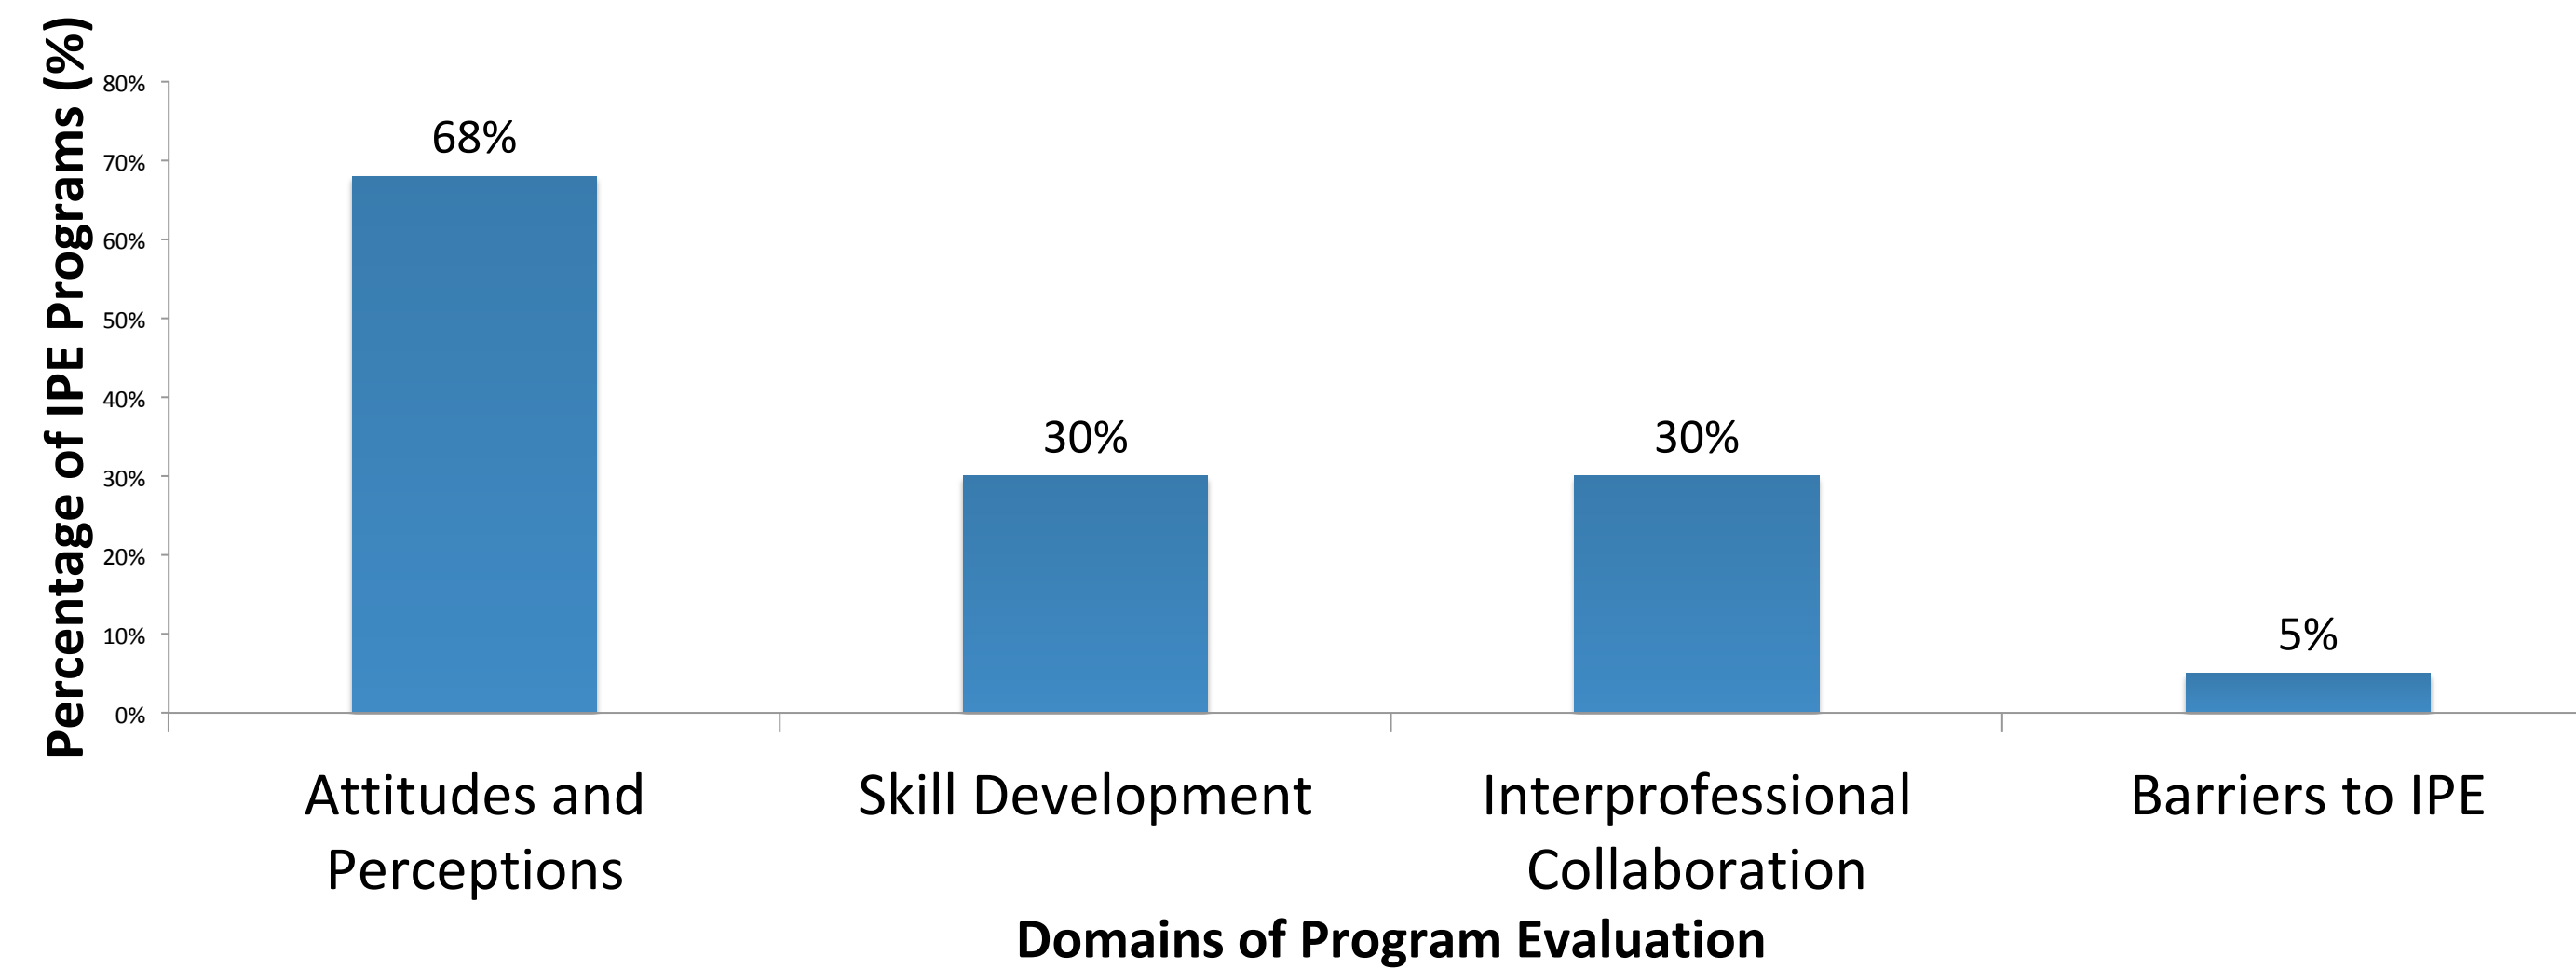 Percentage of IPE Programs (%)
80%
70%
60%
50%
40%
30%
20%
10%
0%
68%
30%
30%
5%
Attitudes and
Perceptions
Skill Development
Interprofessional
Collaboration
Barriers to IPE
Domains of Program Evaluation